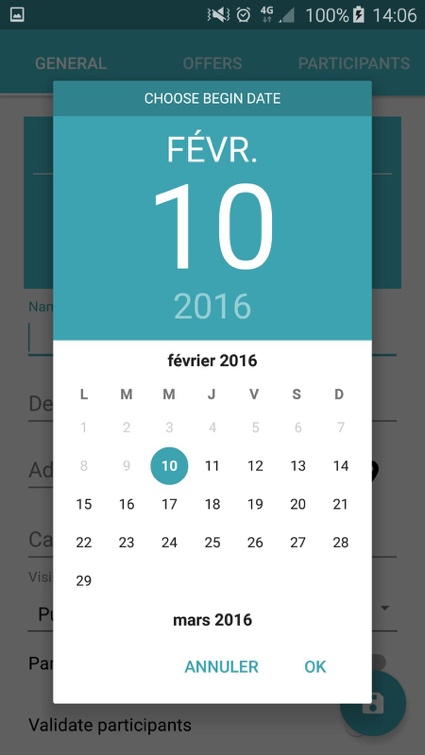 4G 100% 14:06
GENERAL OFFERS PARTICIPANTS
CHOOSE BEGIN DATE
FÉVR.
10
2016
février 2016
L M M J V S D
1 2 3 4 5 6 7
8 9 10 11 12 13 14
15 16 17 18 19 20 21
22 23 24 25 26 27 28
29
mars 2016
ANNULER OK
Validate participants